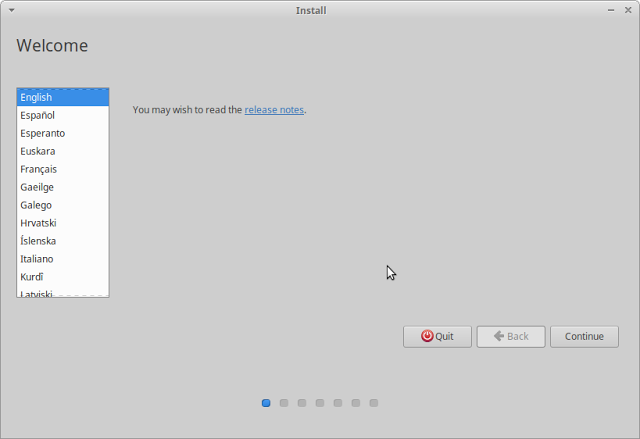 Install
Welcome
English
Español
Esperanto
Euskara
Français
Gaeilge
Galego
Hrvatski
Íslenska
Italiano
Kurdî
Latviski
You may wish to read the release notes.
Quit
Back
Continue